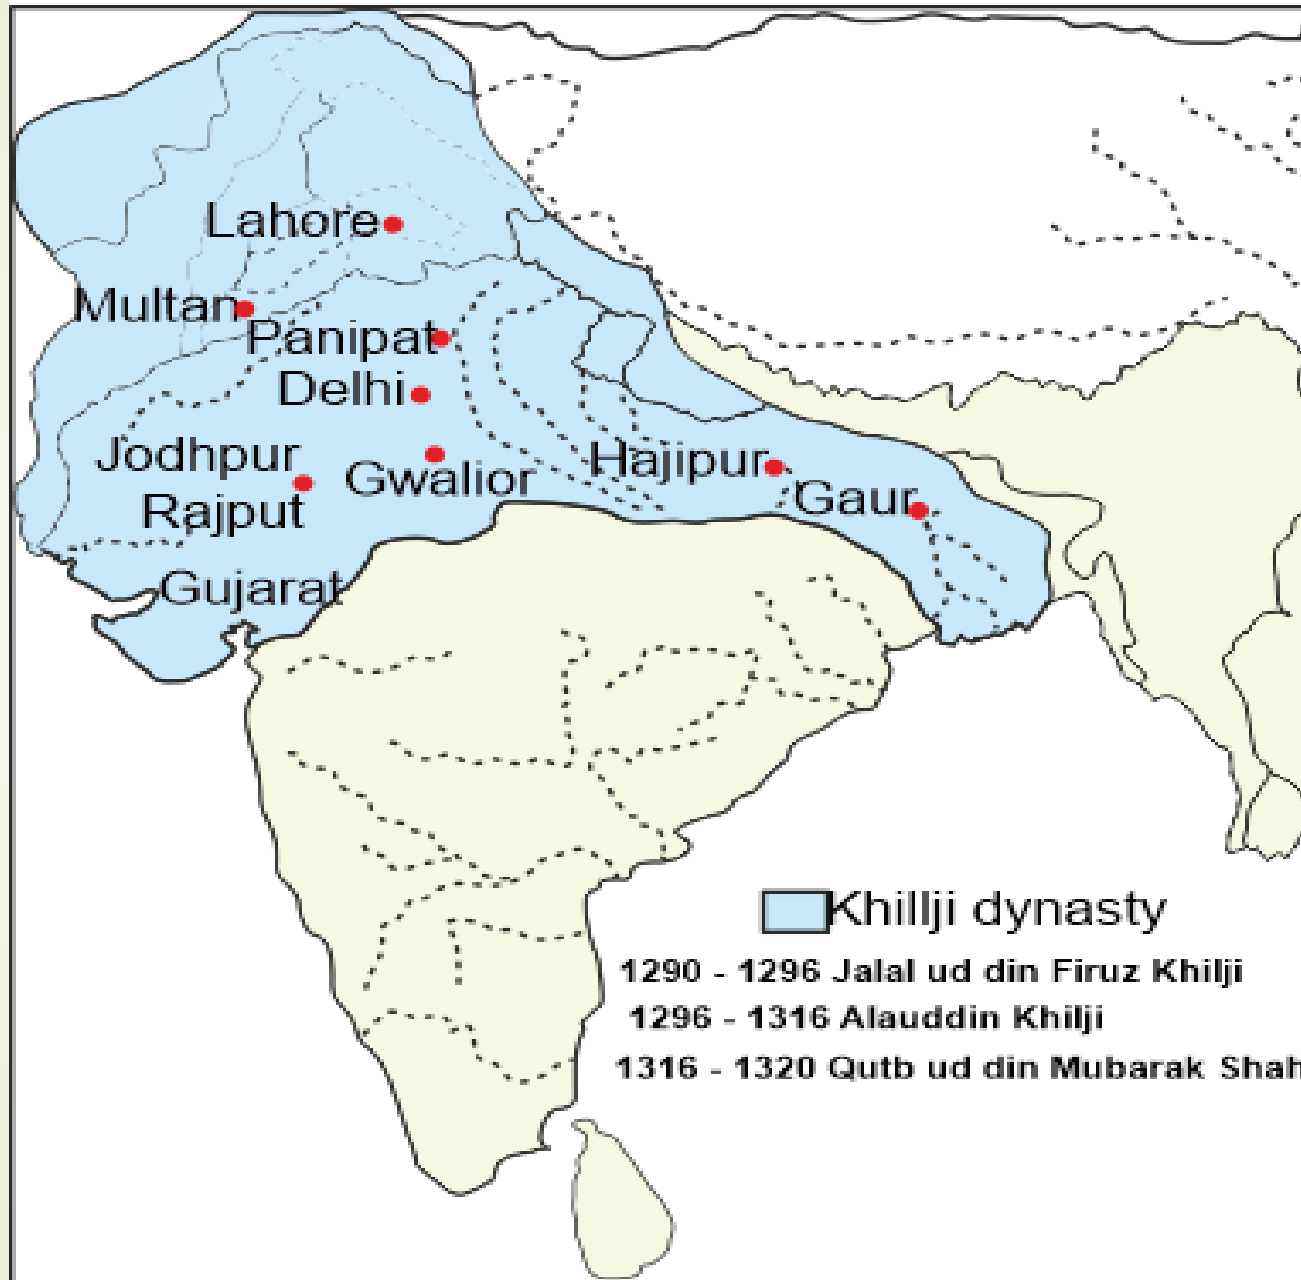 Lahore
Multan
Panipat
Delhi
Jodhpur
Gwalior
Hajipur
Rajput
Gaur
Gujarat
Khillji dynasty
1290 - 1296 Jalal ud din Firuz Khilji
1296 - 1316 Alauddin Khilji
1316 - 1320 Qutb ud din Mubarak Shah